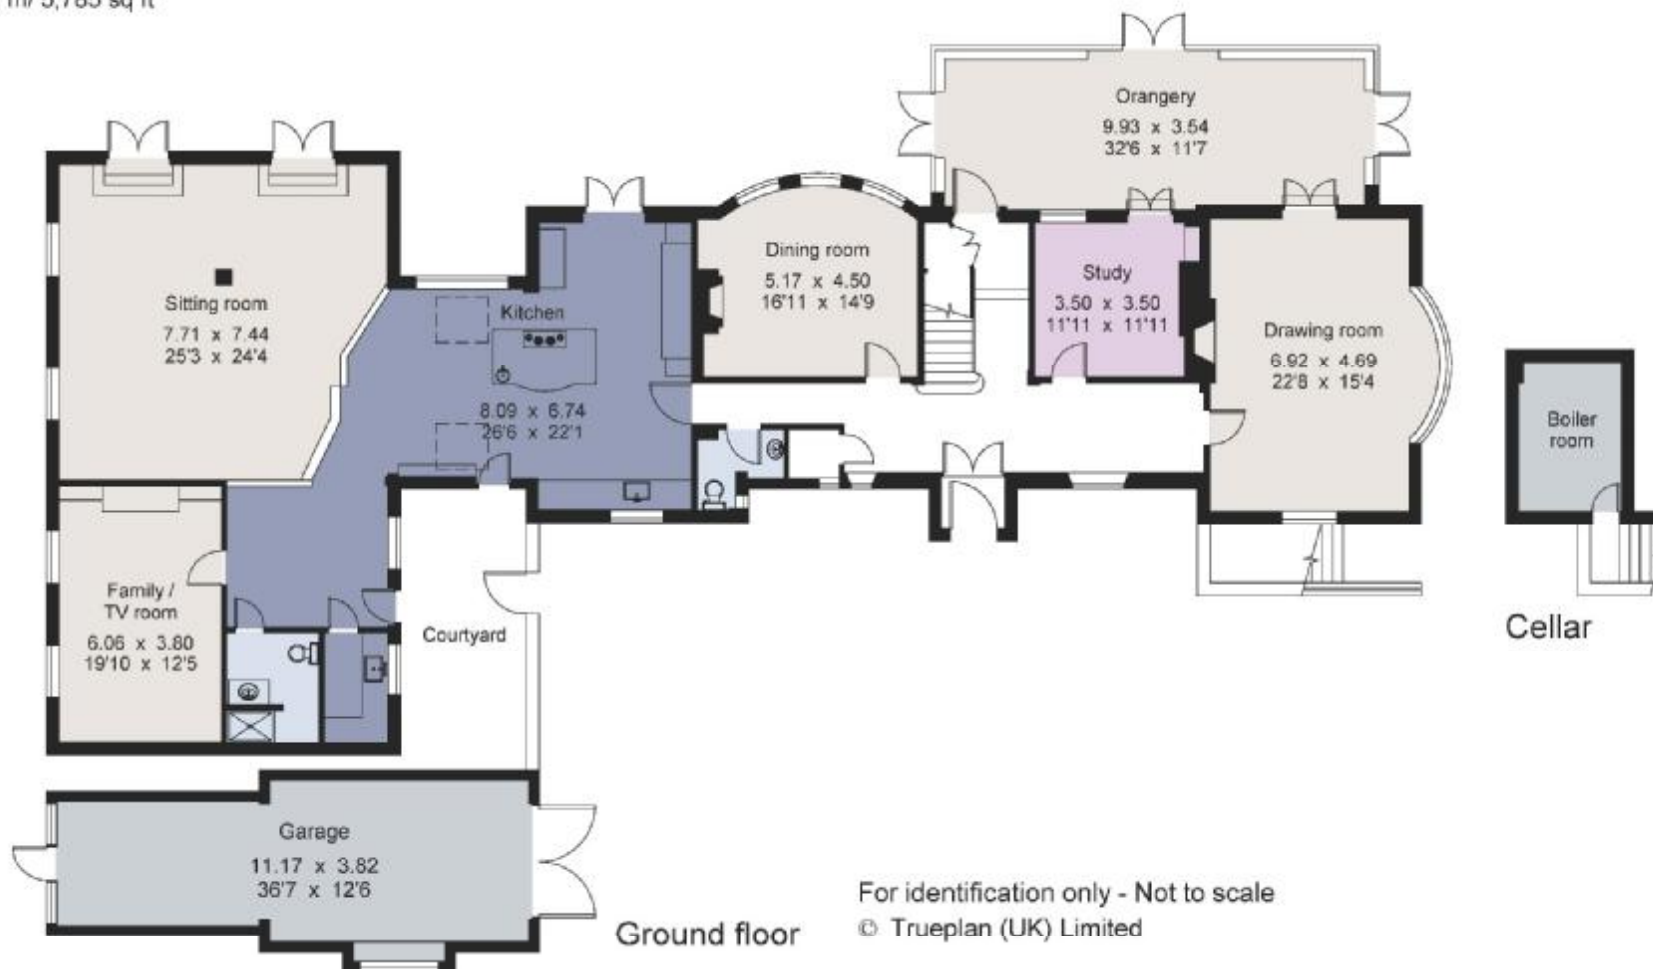 m/ 5,785 sq ft
Orangery
9.93 x 3.54
32'6 x 11'7
Dining room
5.17 x 4.50
16'11 x 14'9
Study
3.50 x 3.50
11'11 x 11'11
Sitting room
7.71 x 7.44
25'3 x 24'4
Kitchen
8.09 x 6.74
26'6 x 22'1
Drawing room
6.92 x 4.69
22'8 x 15'4
Boiler
room
Cellar
Family /
TV room
6.06 x 3.80
19'10 x 12'5
Courtyard
Garage
11.17 x 3.82
36'7 x 12'6
Ground floor
For identification only - Not to scale
© Trueplan (UK) Limited